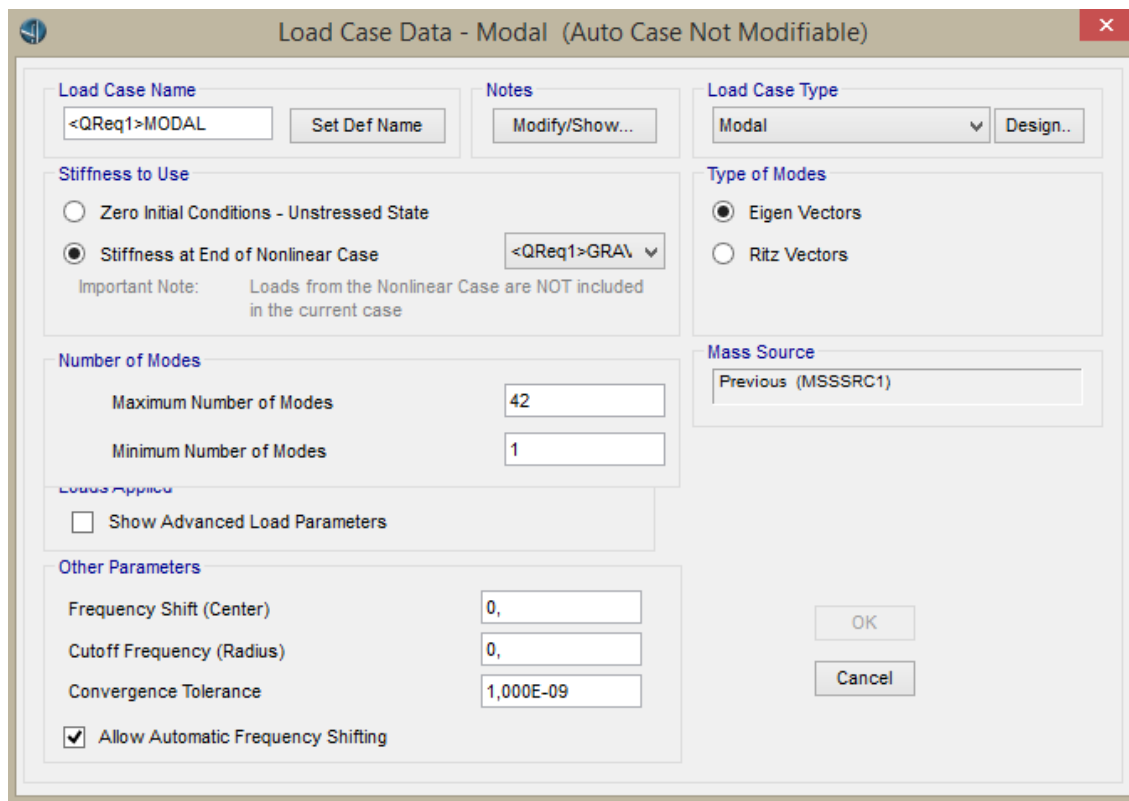 Load Case Data - Modal (Auto Case Not Modifiable)
Load Case Name
<QReq1>MODAL
Set Def Name
Notes
Modify/Show...
Load Case Type
Modal
Design..
Stiffness to Use
Zero Initial Conditions - Unstressed State
Stiffness at End of Nonlinear Case
<QReq1>GRAV
Important Note: Loads from the Nonlinear Case are NOT included
in the current case
Type of Modes
Eigen Vectors
Ritz Vectors
Number of Modes
Maximum Number of Modes
42
Minimum Number of Modes
1
Mass Source
Previous (MSSSRC1)
Loads Applied
Show Advanced Load Parameters
Other Parameters
Frequency Shift (Center)
0,
Cutoff Frequency (Radius)
0,
Convergence Tolerance
1,000E-09
Allow Automatic Frequency Shifting
OK
Cancel